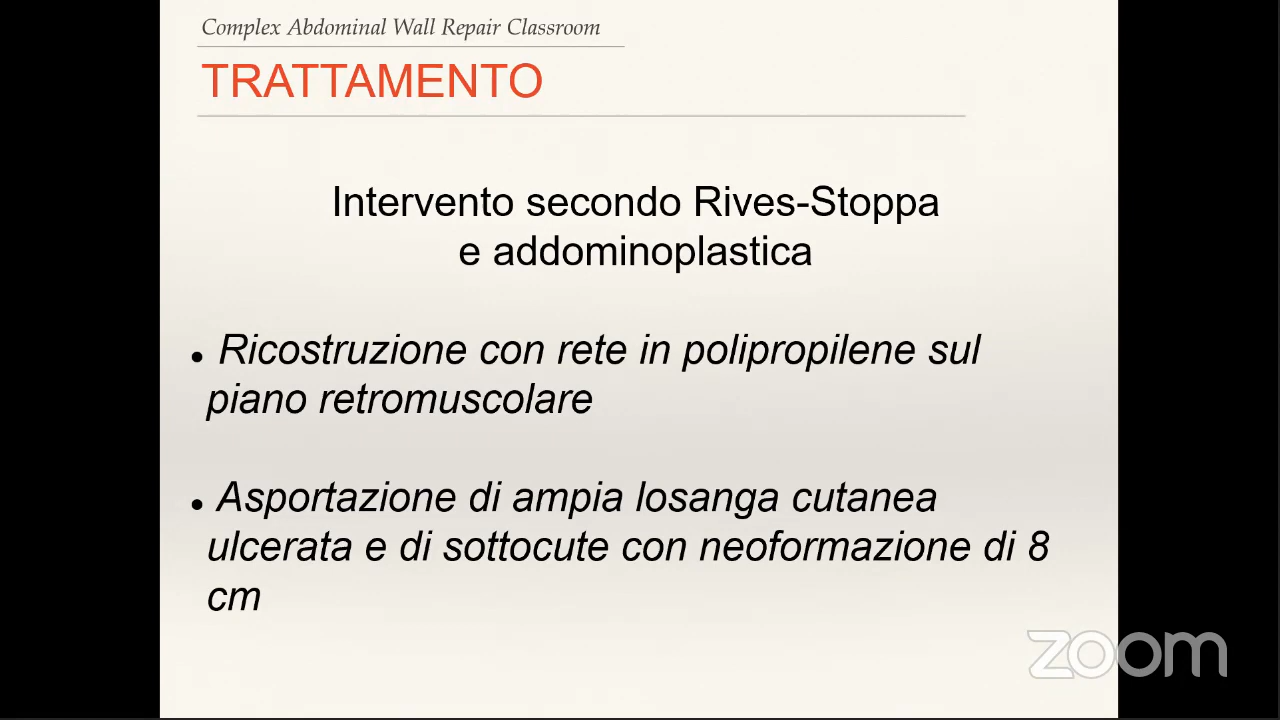 Complex Abdominal Wall Repair Classroom
TRATTAMENTO
Intervento secondo Rives-Stoppa
e addominoplastica
• Ricostruzione con rete in polipropilene sul
piano retromuscolare
• Asportazione di ampia losanga cutanea
ulcerata e di sottocute con neoformazione di 8
cm
zoom